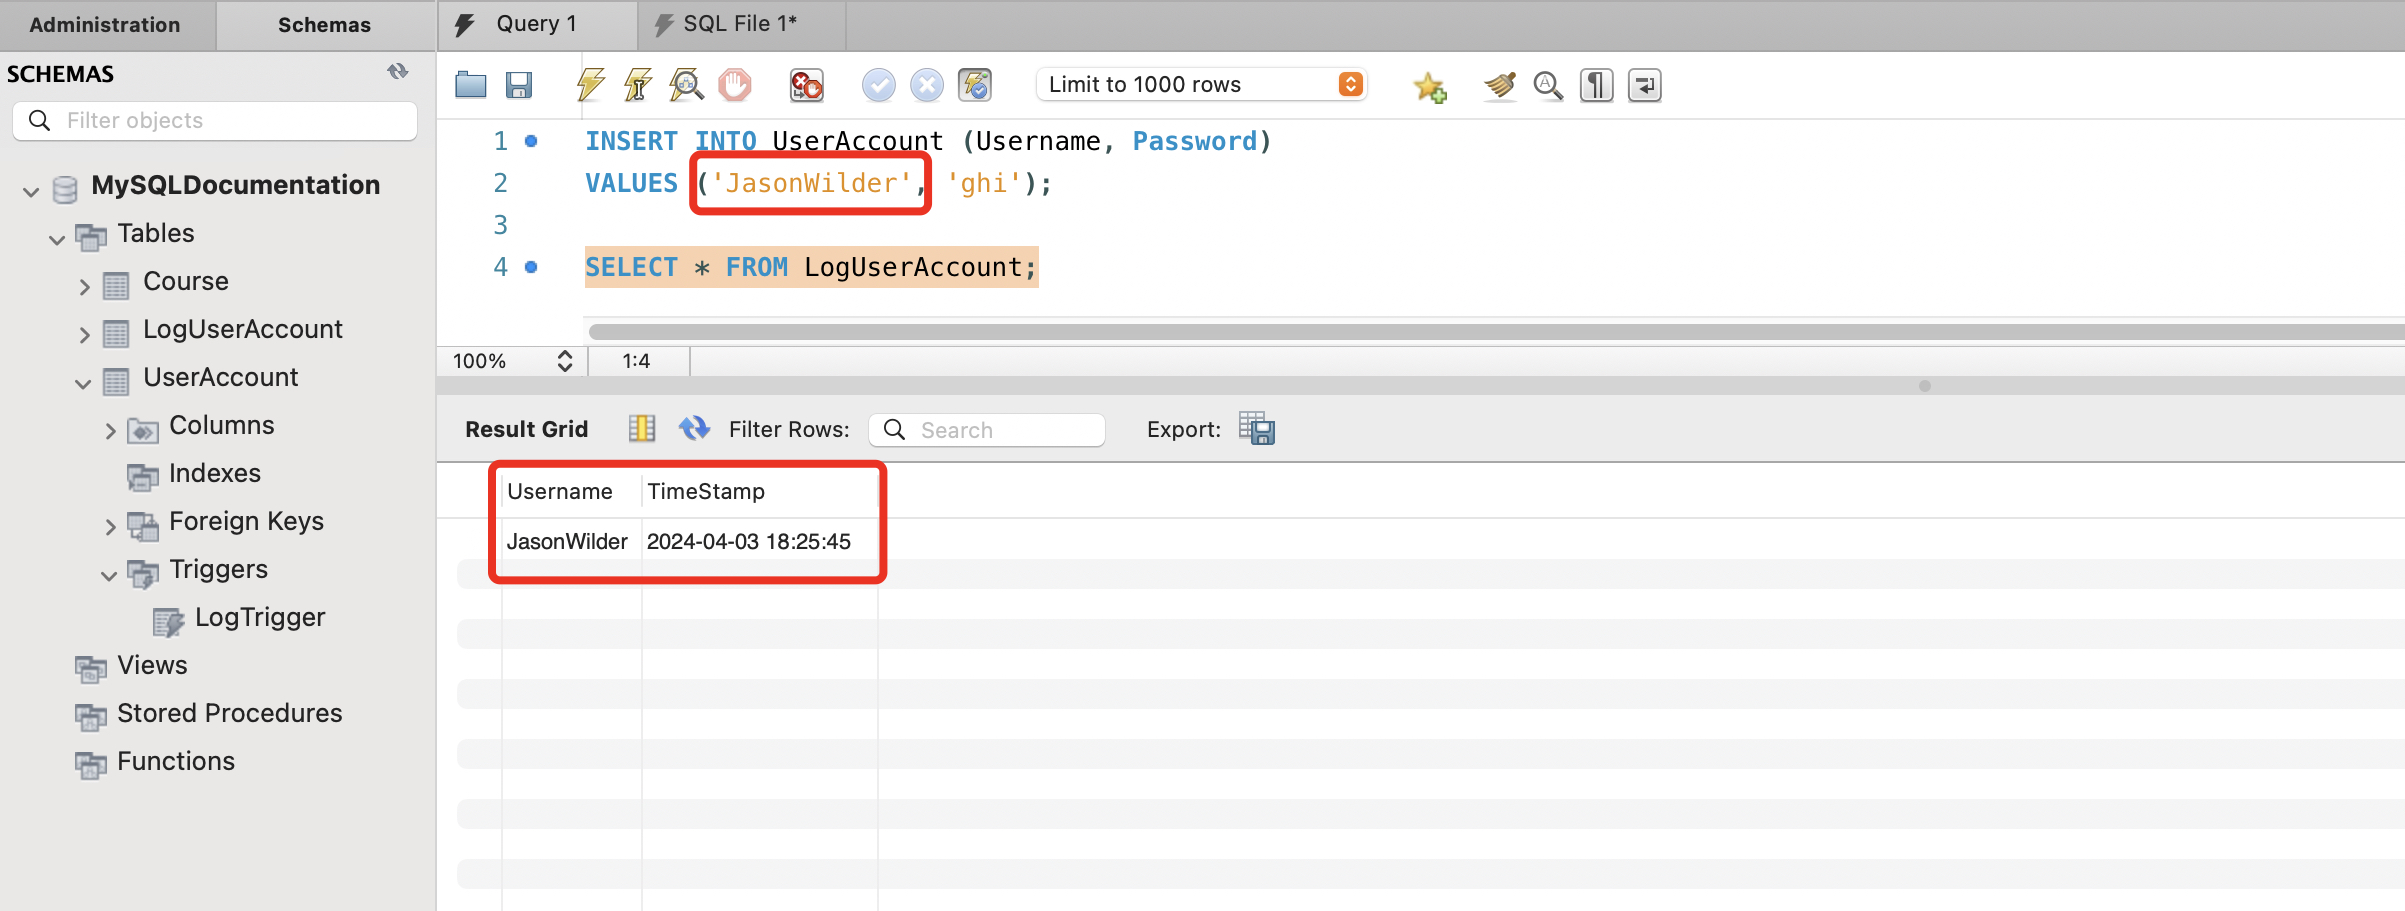 Administration
Schemas
SCHEMAS
Filter objects
MySQLDocumentation
Tables
Course
LogUserAccount
UserAccount
Columns
Indexes
Foreign Keys
Triggers
LogTrigger
Views
Stored Procedures
Functions
Query 1
SQL File 1*
Limit to 1000 rows
1 INSERT INTO UserAccount (Username, Password)
2 VALUES ('JasonWilder', 'ghi');
3
4 SELECT * FROM LogUserAccount;
100% 1:4
Result Grid Filter Rows: Search Export:
Username TimeStamp
JasonWilder 2024-04-03 18:25:45